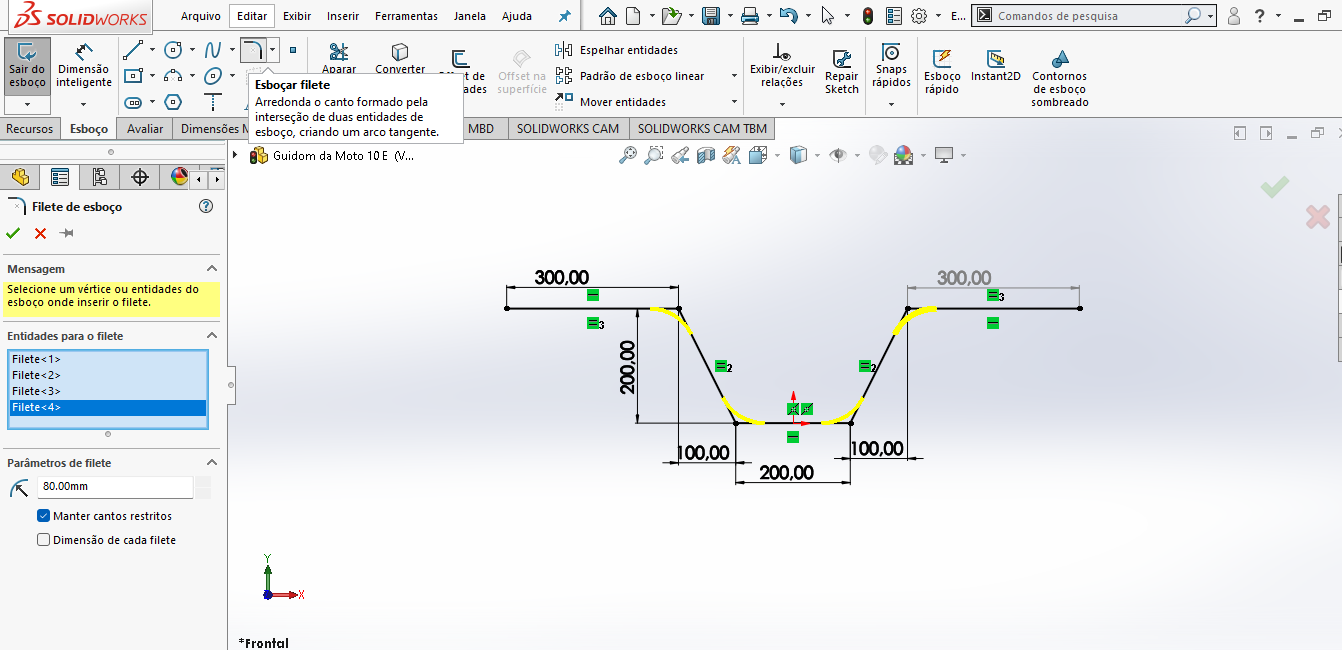 SOLIDWORKS
Arquivo
Editar
Exibir
Inserir
Ferramentas
Janela
Ajuda
E...
Comandos de pesquisa
Sair do
esboço
Dimensão
inteligente
Aparar
Converter
Offset na
superfície
Espelhar entidades
Padrão de esboço linear
Mover entidades
Exibir/excluir
relações
Repair
Sketch
Snaps
rápidos
Esboço
rápido
Instant2D
Contornos
de esboço
sombreado
Esboçar filete
Arredonda o canto formado pela
interseção de duas entidades de
esboço, criando um arco tangente.
Recursos
Esboço
Avaliar
Dimensões M
MBD
SOLIDWORKS CAM
SOLIDWORKS CAM TBM
Guidom da Moto 10 E (V...
Filete de esboço
Mensagem
Selecione um vértice ou entidades do
esboço onde inserir o filete.
Entidades para o filete
Filete<1>
Filete<2>
Filete<3>
Filete<4>
Parâmetros de filete
80.00mm
Manter cantos restritos
Dimensão de cada filete
300,00
300,00
3
3
200,00
2
2
100,00
100,00
200,00
Y
X
*Frontal